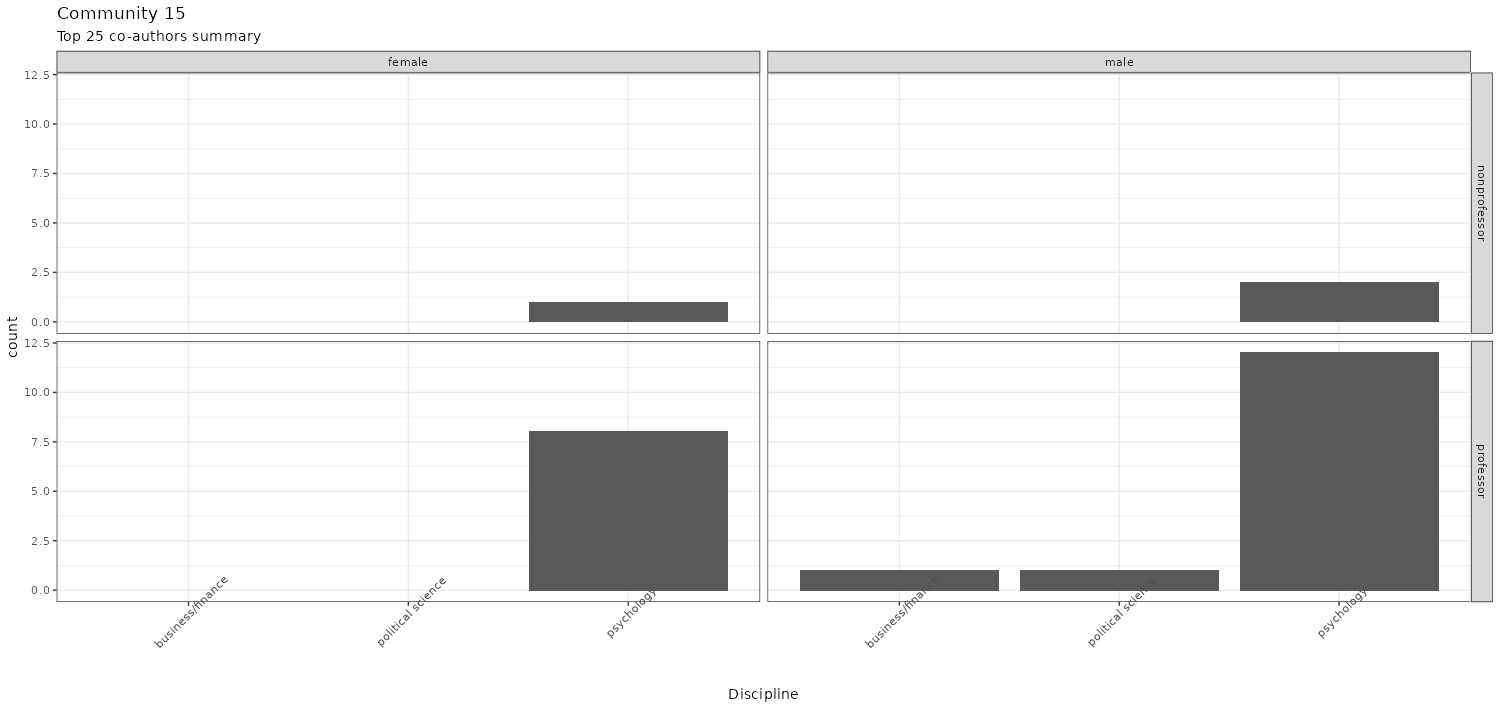 Community 15
Top 25 co-authors summary
female
male
12.5
10.0
7.5
5.0
2.5
0.0
nonprofessor
count
12.5
10.0
7.5
5.0
2.5
0.0
professor
business/finance
political science
psychology
business/finance
political science
psychology
Discipline